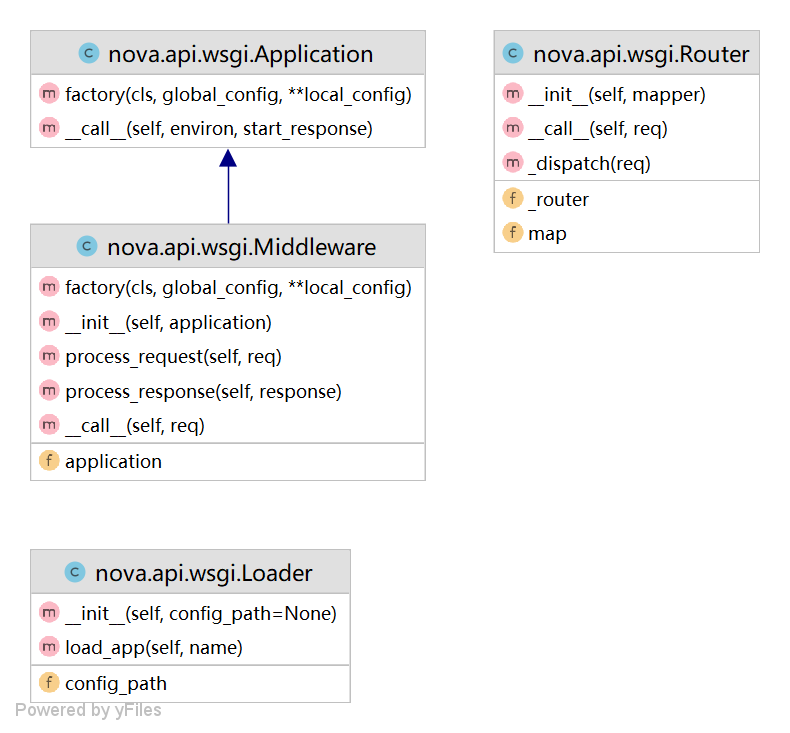 c nova.api.wsgi.Application
m factory(cls, global_config, **local_config)
m __call__(self, environ, start_response)
c nova.api.wsgi.Router
m __init__(self, mapper)
m __call__(self, req)
m _dispatch(req)
f _router
f map
c nova.api.wsgi.Middleware
m factory(cls, global_config, **local_config)
m __init__(self, application)
m process_request(self, req)
m process_response(self, response)
m __call__(self, req)
f application
c nova.api.wsgi.Loader
m __init__(self, config_path=None)
m load_app(self, name)
f config_path
Powered by yFiles